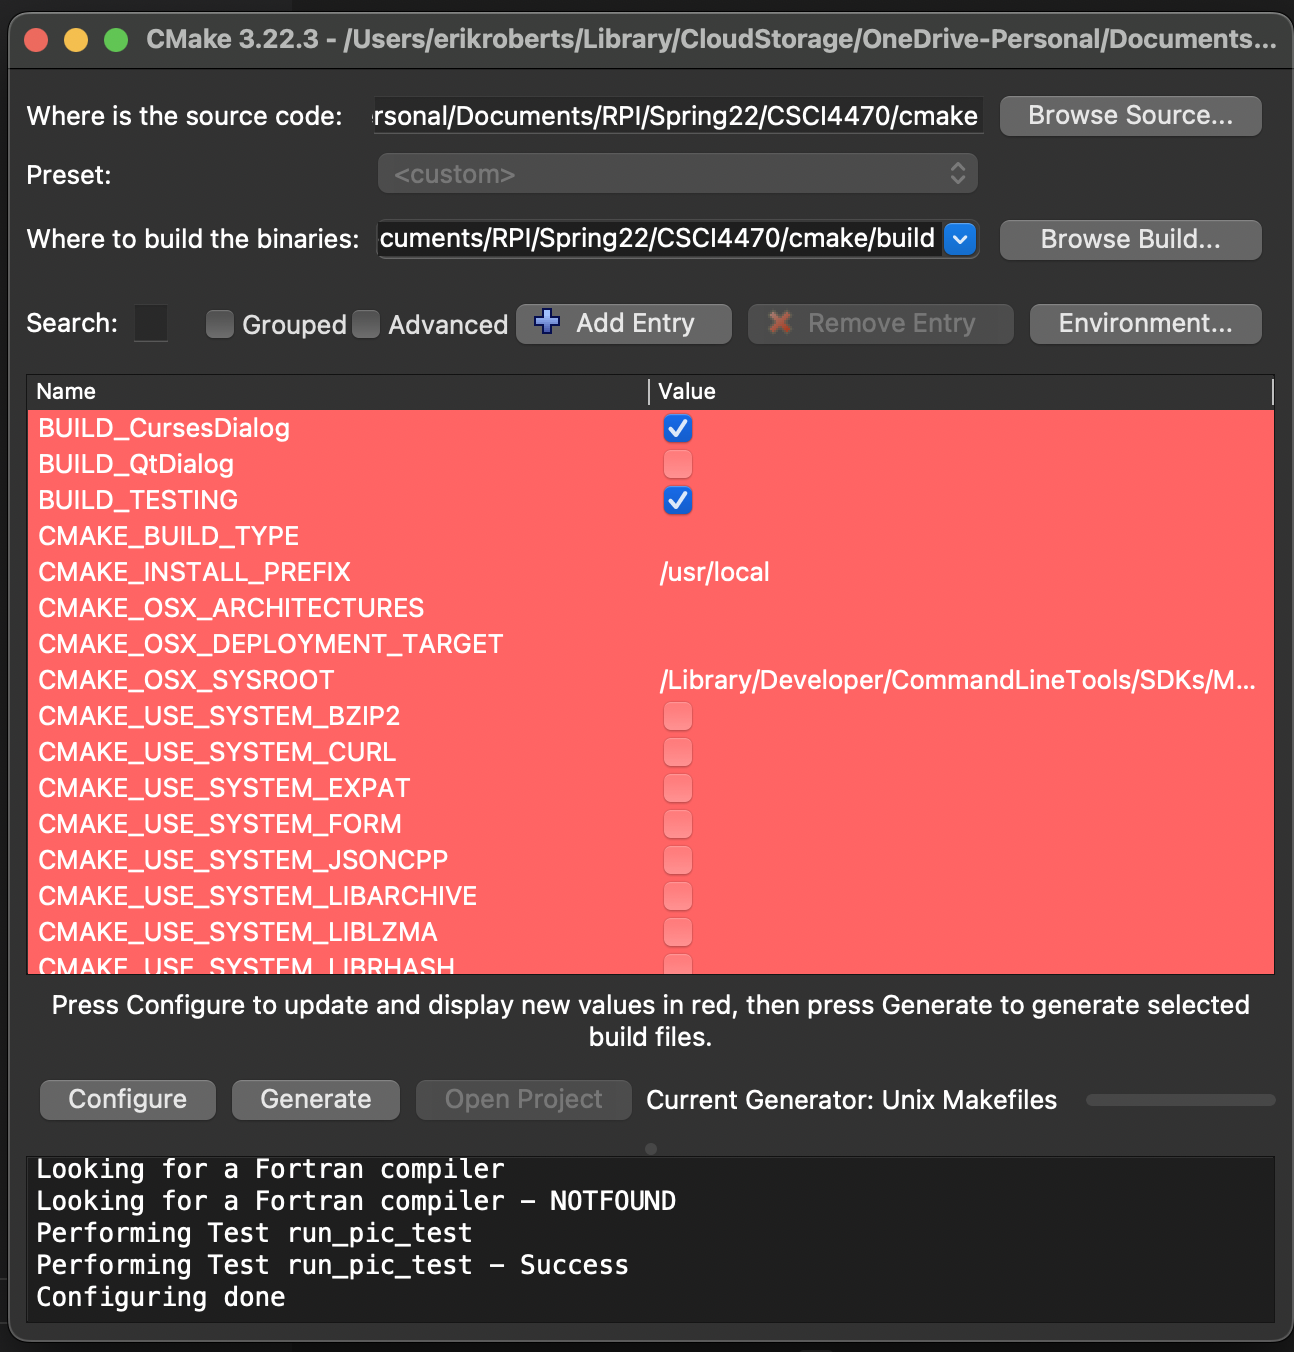 CMake 3.22.3 - /Users/erikroberts/Library/CloudStorage/OneDrive-Personal/Documents...
Where is the source code: rsonal/Documents/RPI/Spring22/CSCI4470/cmake Browse Source...
Preset: <custom>
Where to build the binaries: cuments/RPI/Spring22/CSCI4470/cmake/build Browse Build...
Search: Grouped Advanced Add Entry Remove Entry Environment...
Name Value
BUILD_CursesDialog
BUILD_QtDialog
BUILD_TESTING
CMAKE_BUILD_TYPE
CMAKE_INSTALL_PREFIX /usr/local
CMAKE_OSX_ARCHITECTURES
CMAKE_OSX_DEPLOYMENT_TARGET
CMAKE_OSX_SYSROOT /Library/Developer/CommandLineTools/SDKs/M...
CMAKE_USE_SYSTEM_BZIP2
CMAKE_USE_SYSTEM_CURL
CMAKE_USE_SYSTEM_EXPAT
CMAKE_USE_SYSTEM_FORM
CMAKE_USE_SYSTEM_JSONCPP
CMAKE_USE_SYSTEM_LIBARCHIVE
CMAKE_USE_SYSTEM_LIBLZMA
CMAKE_USE_SYSTEM_LIBRHASH
Press Configure to update and display new values in red, then press Generate to generate selected
build files.
Configure Generate Open Project Current Generator: Unix Makefiles
Looking for a Fortran compiler
Looking for a Fortran compiler - NOTFOUND
Performing Test run_pic_test
Performing Test run_pic_test - Success
Configuring done